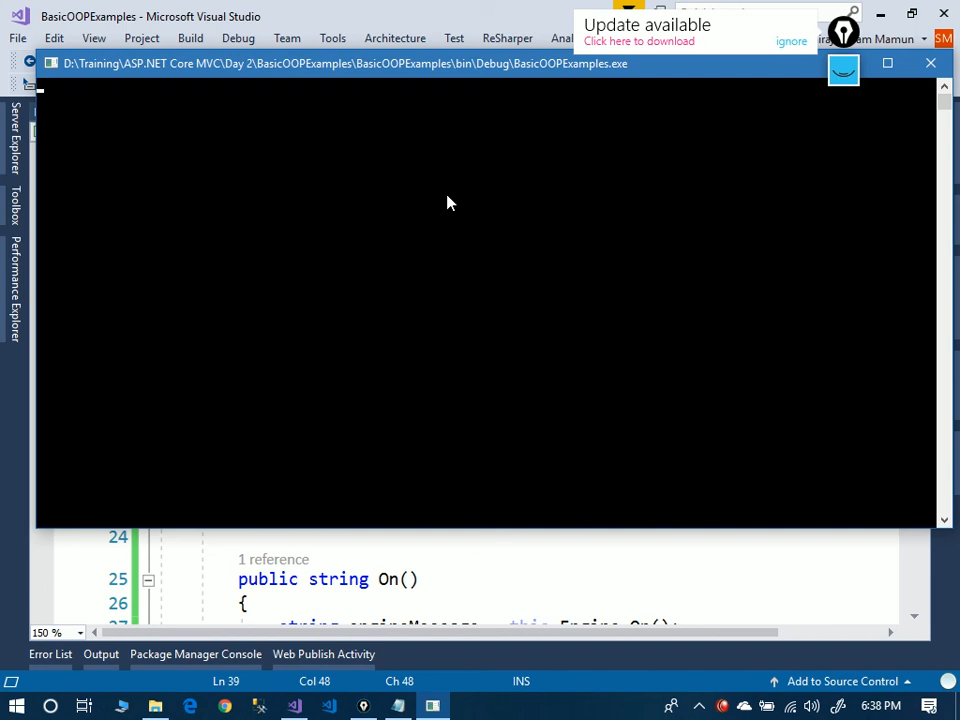 BasicOOPExamples - Microsoft Visual Studio
Update available
Click here to download
ignore
File Edit View Project Build Debug Team Tools Architecture Test ReSharper Anal
am Mamun
SM
D:\Training\ASP.NET Core MVC\Day 2\BasicOOPExamples\BasicOOPExamples\bin\Debug\BasicOOPExamples.exe
Server Explorer
Toolbox
Performance Explorer
24
1 reference
25 public string On()
26 {
150 %
Error List Output Package Manager Console Web Publish Activity
Ln 39 Col 48 Ch 48 INS Add to Source Control
6:38 PM